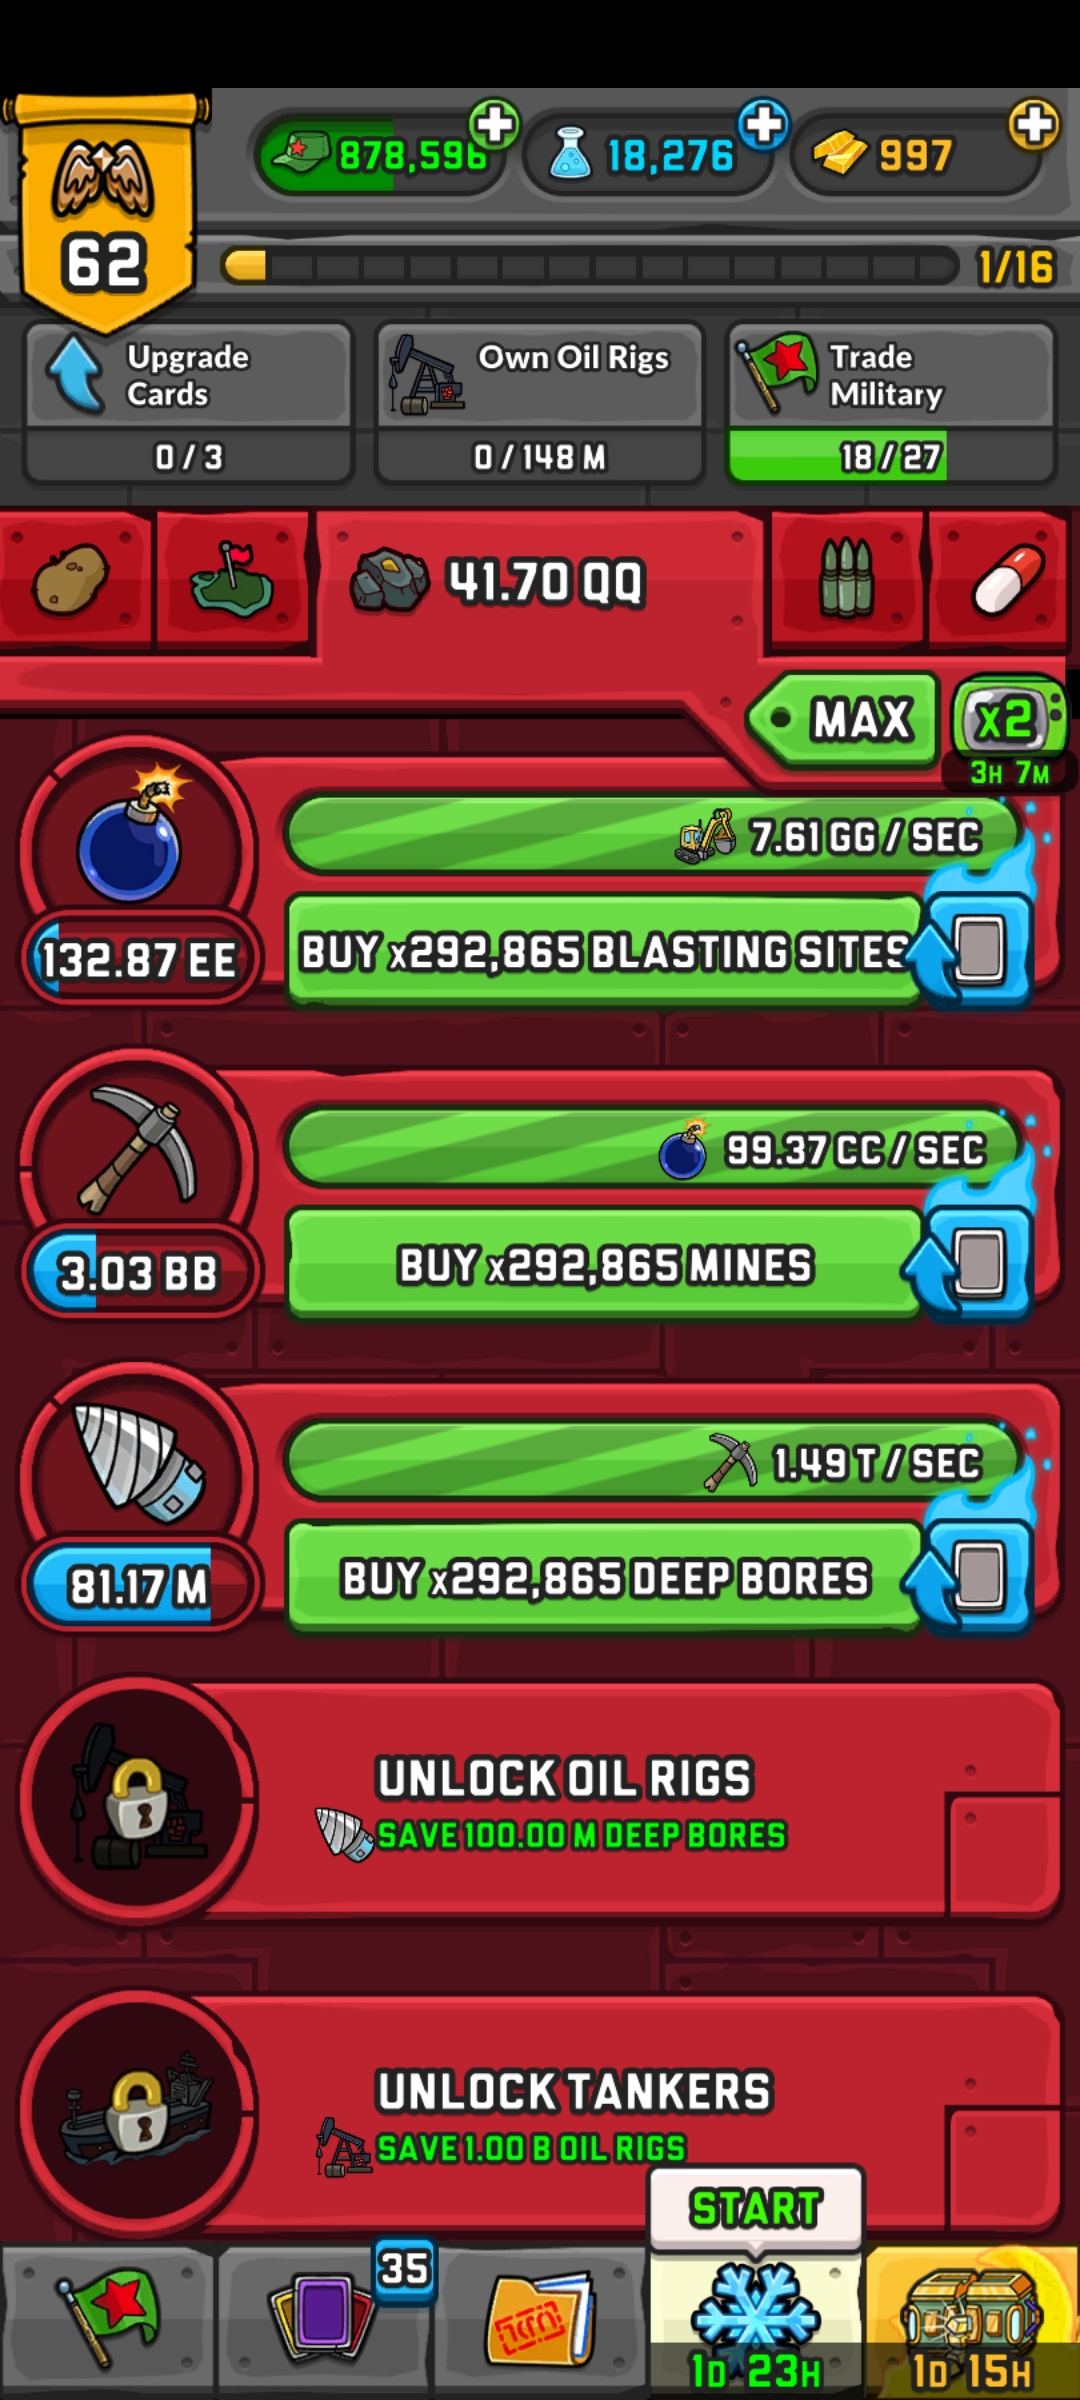 878,596
18,276
997
62
1/16
Upgrade
Cards
0 / 3
Own Oil Rigs
0 / 148 M
Trade
Military
18 / 27
41.70 QQ
MAX
x2
3H 7M
7.61 GG / SEC
132.87 EE
BUY x292,865 BLASTING SITES
99.37 CC / SEC
3.03 BB
BUY x292,865 MINES
1.49 T / SEC
81.17 M
BUY x292,865 DEEP BORES
UNLOCK OIL RIGS
SAVE 100.00 M DEEP BORES
UNLOCK TANKERS
SAVE 1.00 B OIL RIGS
START
35
1D 23H
1D 15H